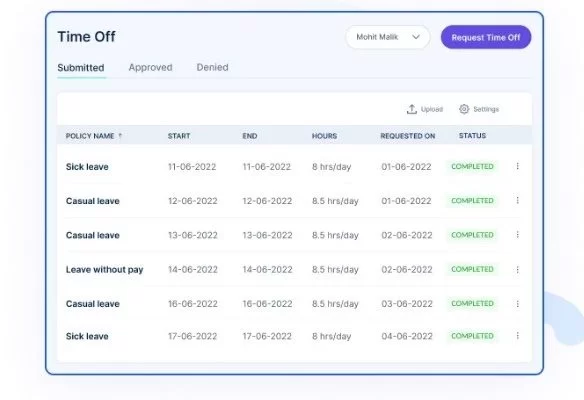 Time Off
Mohit Malik
Request Time Off
Submitted Approved Denied
Upload Settings
POLICY NAME ↑ START END HOURS REQUESTED ON STATUS
Sick leave 11-06-2022 11-06-2022 8 hrs/day 01-06-2022 COMPLETED
Casual leave 12-06-2022 12-06-2022 8.5 hrs/day 01-06-2022 COMPLETED
Casual leave 13-06-2022 13-06-2022 8.5 hrs/day 02-06-2022 COMPLETED
Leave without pay 14-06-2022 14-06-2022 8.5 hrs/day 02-06-2022 COMPLETED
Casual leave 16-06-2022 16-06-2022 8.5 hrs/day 03-06-2022 COMPLETED
Sick leave 17-06-2022 17-06-2022 8 hrs/day 04-06-2022 COMPLETED